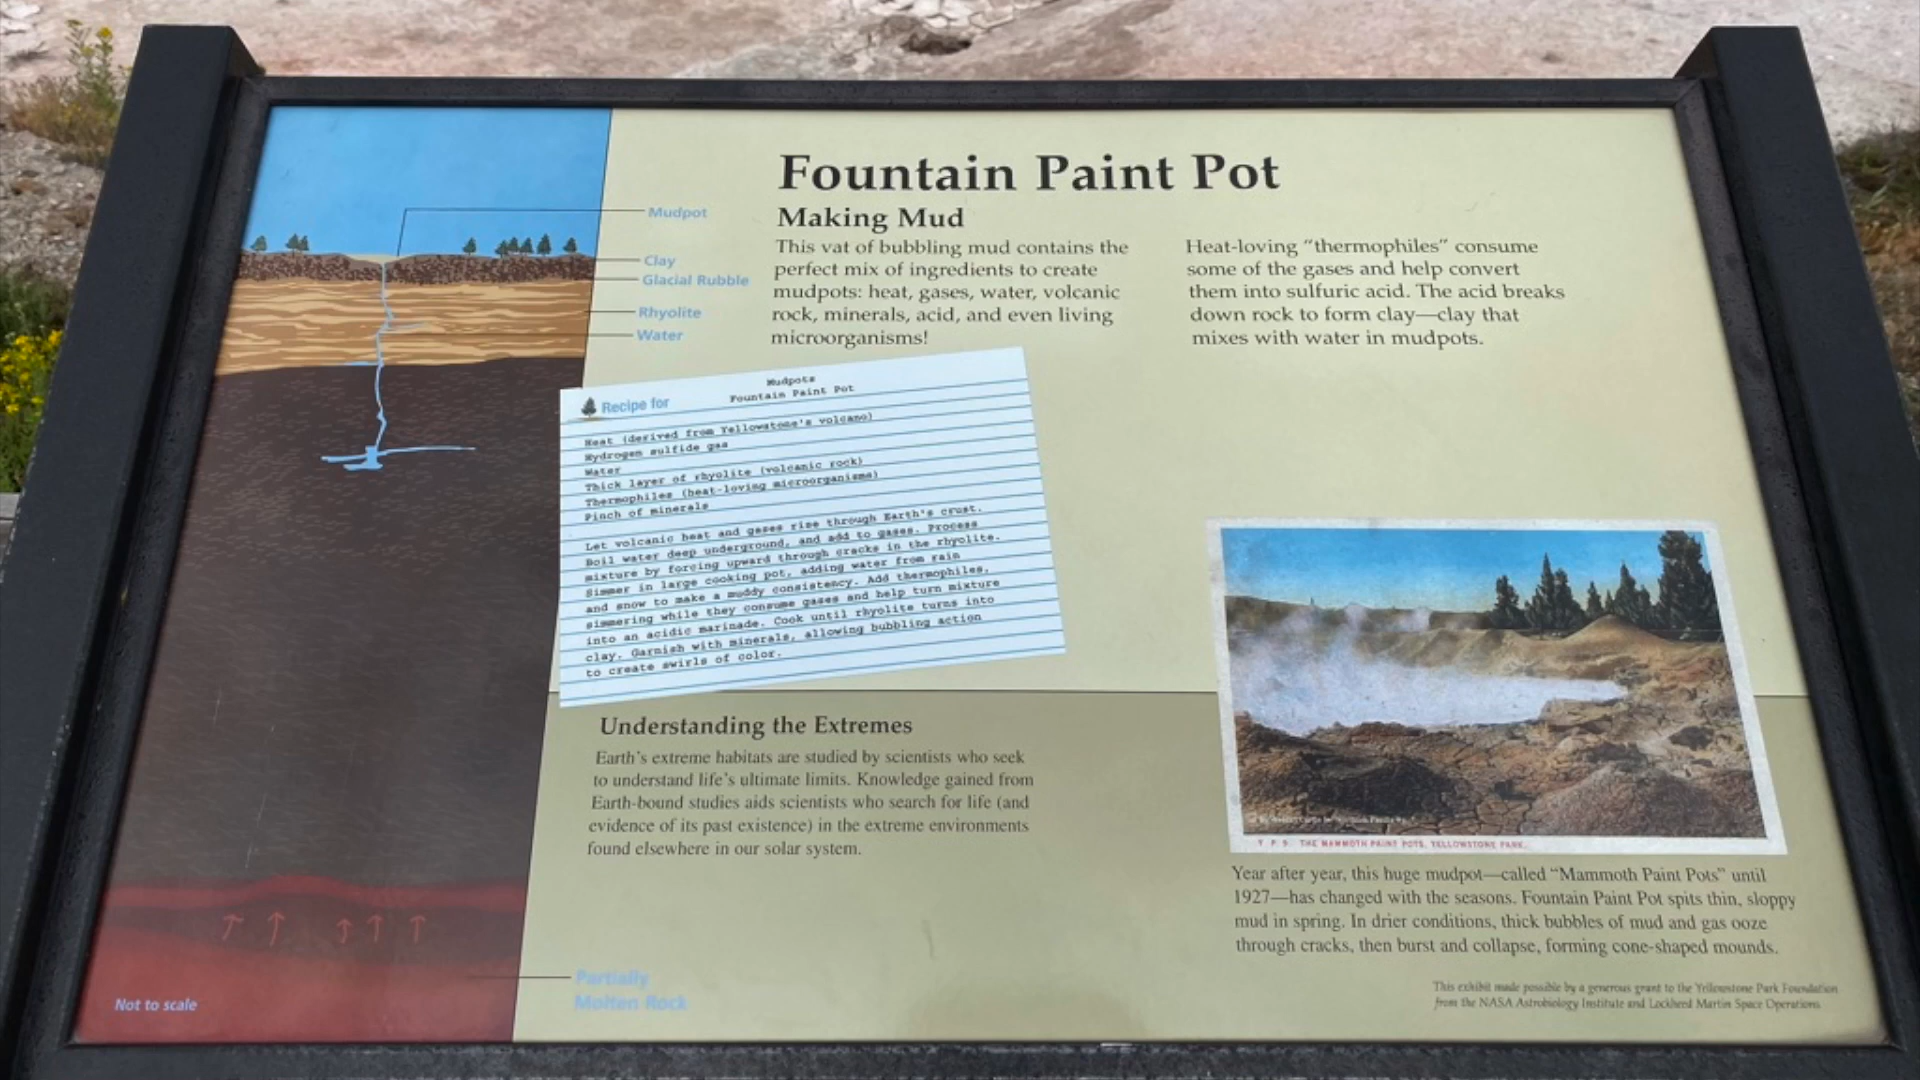 Fountain Paint Pot
Making Mud
This vat of bubbling mud contains the
perfect mix of ingredients to create
mudpots: heat, gases, water, volcanic
rock, minerals, acid, and even living
microorganisms!
Heat-loving “thermophiles” consume
some of the gases and help convert
them into sulfuric acid. The acid breaks
down rock to form clay—clay that
mixes with water in mudpots.
Mudpot
Clay
Glacial Rubble
Rhyolite
Water
Partially
Molten Rock
Not to scale
Recipe for
Mudpots
Fountain Paint Pot
Heat (derived from Yellowstone's volcano)
Hydrogen sulfide gas
Water
Thick layer of rhyolite (volcanic rock)
Thermophiles (heat-loving microorganisms)
Pinch of minerals
Let volcanic heat and gases rise through Earth's crust.
Boil water deep underground, and add to gases. Process
mixture by forcing upward through cracks in the rhyolite.
Simmer in large cooking pot, adding water from rain
and snow to make a muddy consistency. Add thermophiles,
simmering while they consume gases and help turn mixture
into an acidic marinade. Cook until rhyolite turns into
clay. Garnish with minerals, allowing bubbling action
to create swirls of color.
Understanding the Extremes
Earth's extreme habitats are studied by scientists who seek
to understand life's ultimate limits. Knowledge gained from
Earth-bound studies aids scientists who search for life (and
evidence of its past existence) in the extreme environments
found elsewhere in our solar system.
Y. P. 9. THE MAMMOTH PAINT POTS, YELLOWSTONE PARK.
Year after year, this huge mudpot—called “Mammoth Paint Pots” until
1927—has changed with the seasons. Fountain Paint Pot spits thin, sloppy
mud in spring. In drier conditions, thick bubbles of mud and gas ooze
through cracks, then burst and collapse, forming cone-shaped mounds.
This exhibit made possible by a generous grant to the Yellowstone Park Foundation
from the NASA Astrobiology Institute and Lockheed Martin Space Operations.